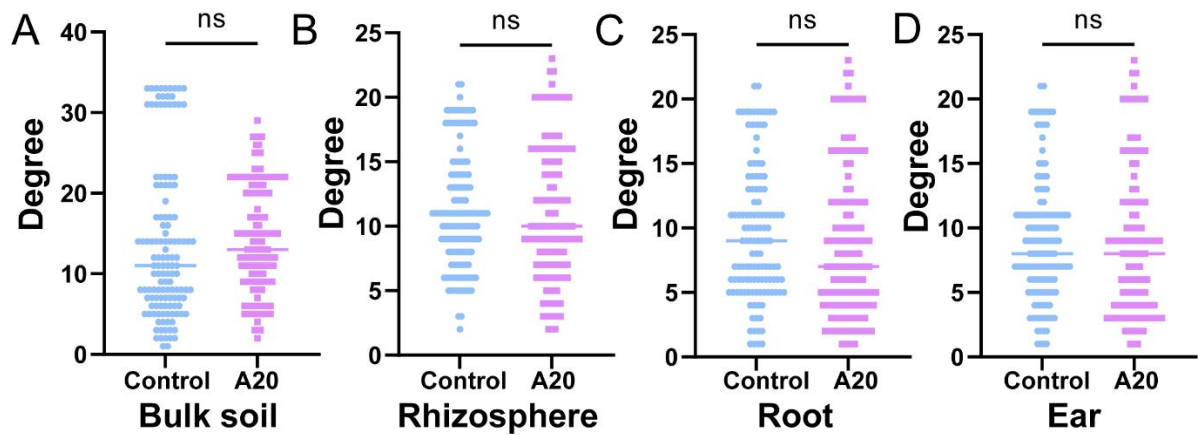 A
ns
Degree
40
30
20
10
0
Control A20
Bulk soil
B
ns
Degree
25
20
15
10
5
0
Control A20
Rhizosphere
C
ns
Degree
25
20
15
10
5
0
Control A20
Root
D
ns
Degree
25
20
15
10
5
0
Control A20
Ear